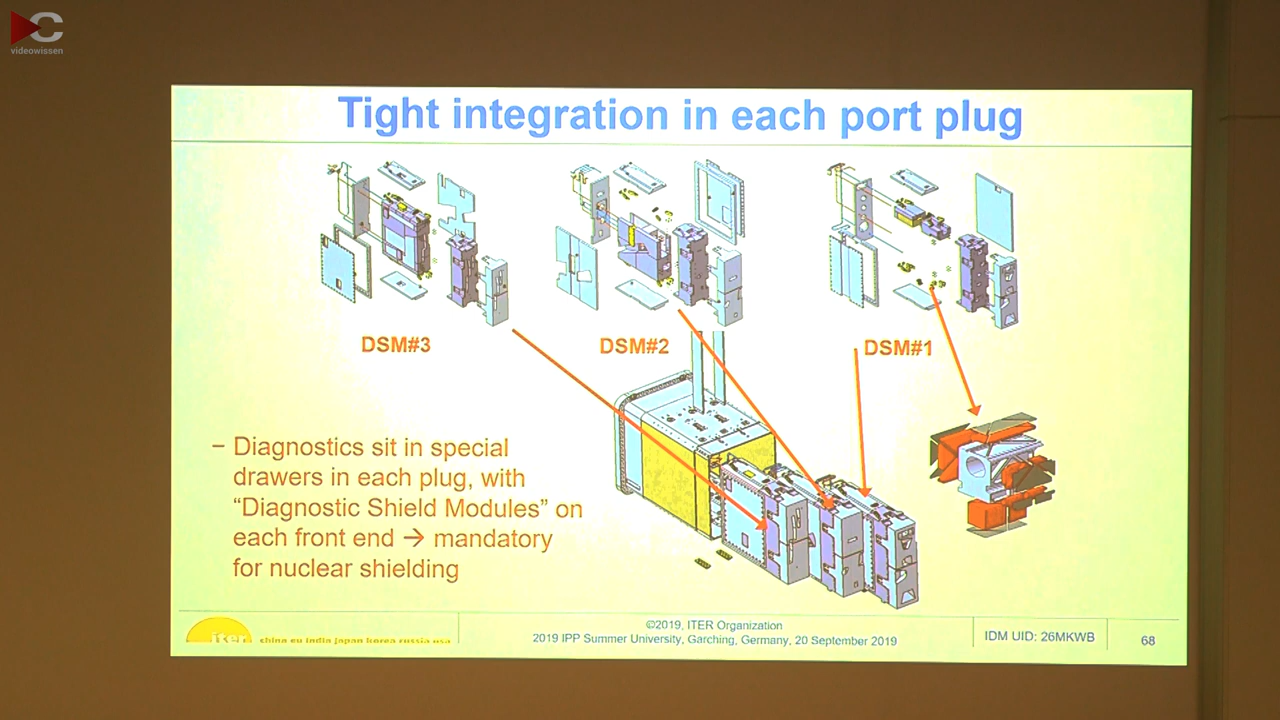 C
videowissen
Tight integration in each port plug
DSM#3
DSM#2
DSM#1
– Diagnostics sit in special
drawers in each plug, with
“Diagnostic Shield Modules” on
each front end → mandatory
for nuclear shielding
iter
china eu india japan korea russia usa
©2019, ITER Organization
2019 IPP Summer University, Garching, Germany, 20 September 2019
IDM UID: 26MKWB
68